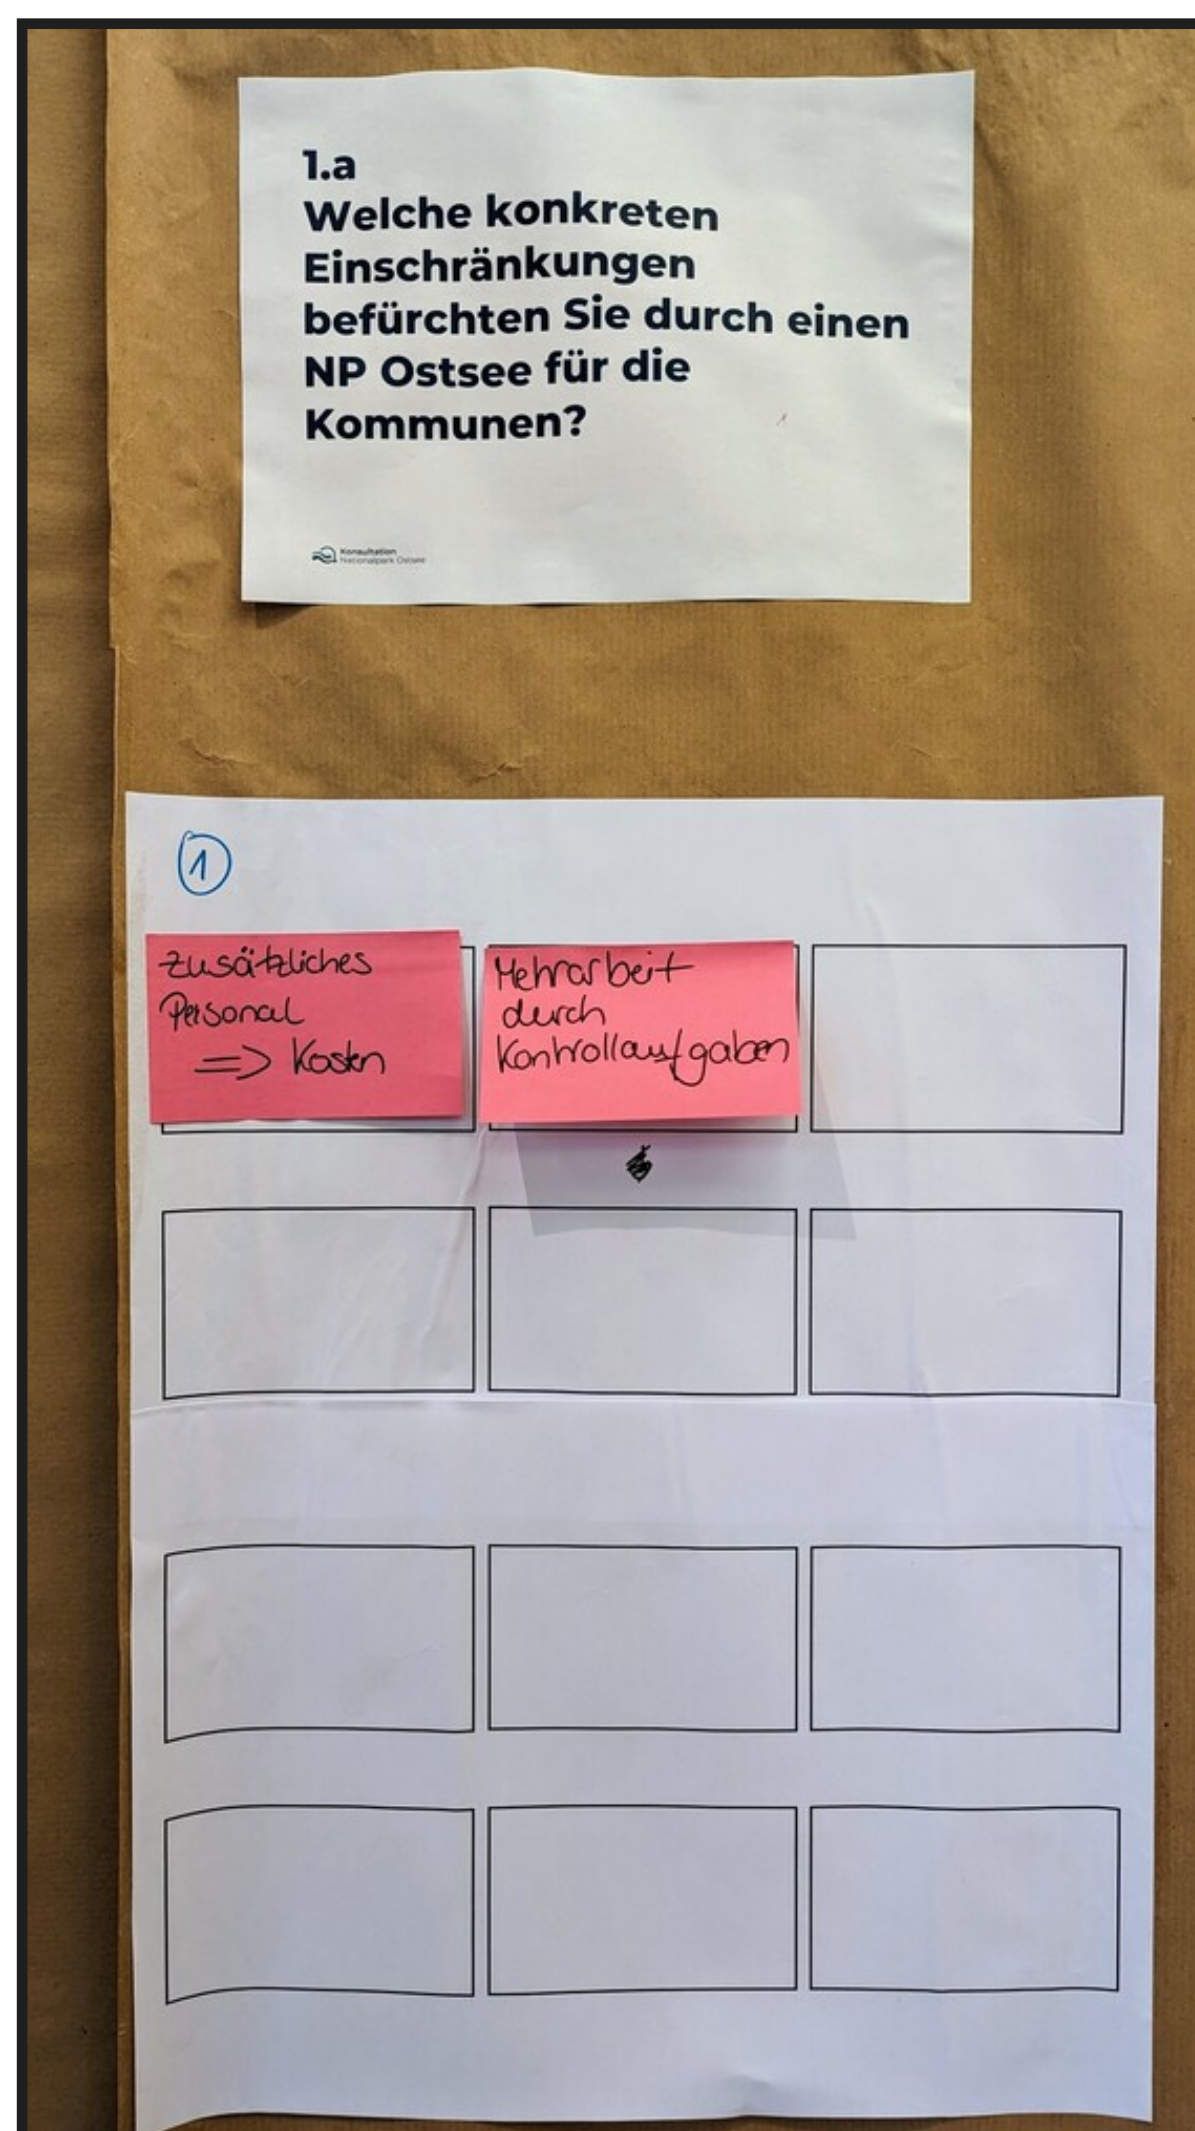 1.a
Welche konkreten
Einschränkungen
befürchten Sie durch einen
NP Ostsee für die
Kommunen?
Konsultation
Nationalpark Ostsee
1
Zusätzliches
Personal
=> Kosten
Mehrarbeit
durch
Kontrollaufgaben